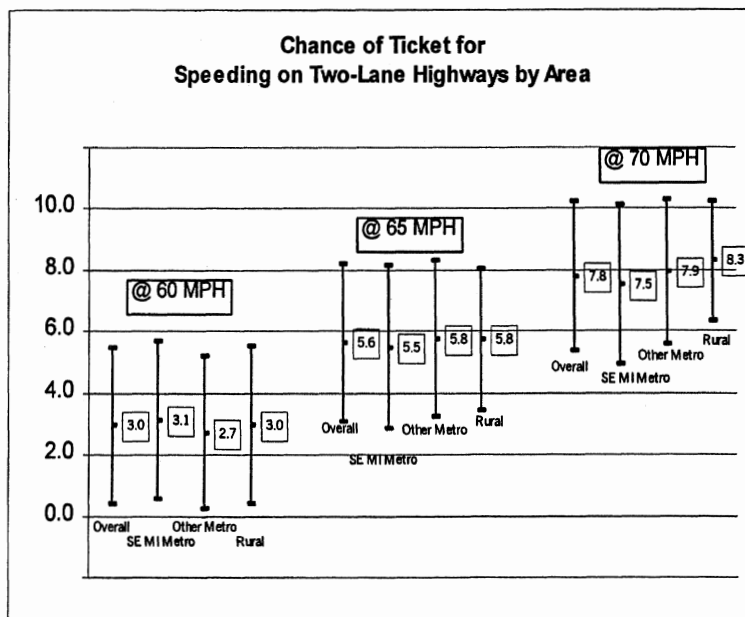 Chance of Ticket for
Speeding on Two-Lane Highways by Area
@ 70 MPH
10.0
@ 65 MPH
8.3
8.0
7.8
7.9
@ 60 MPH
7.5
6.0
5.6
5.5
5.8
5.8
Rural
Other Metro
Overall
SE MI Metro
4.0
3.0
3.1
2.7
3.0
Overall
Other Metro
Rural
2.0
SE MI Metro
0.0
Overall
Other Metro
SE MI Metro
Rural